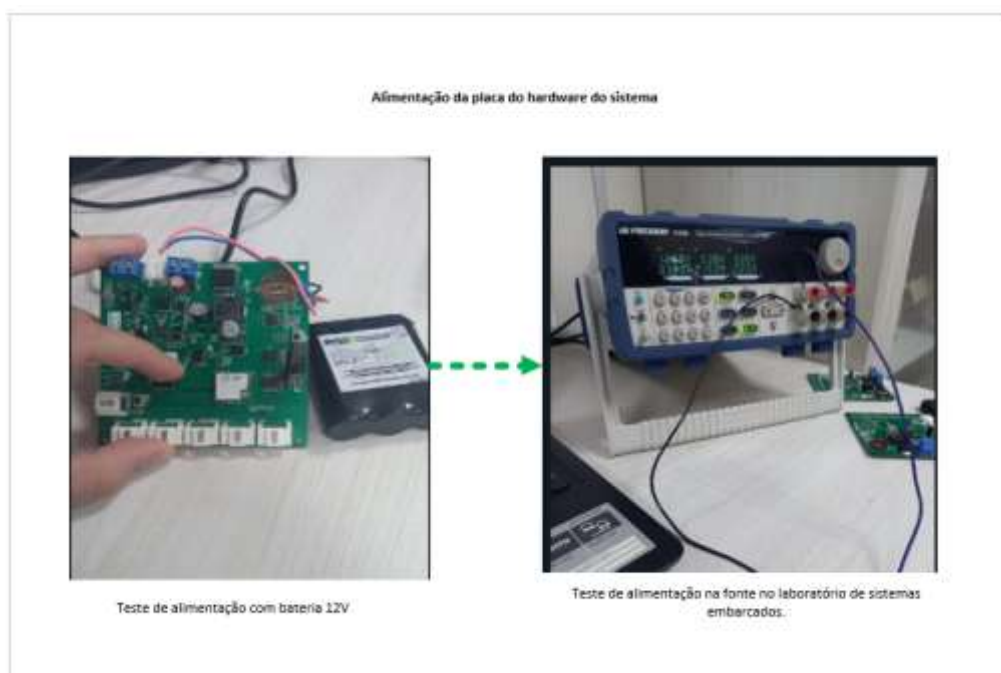 Alimentação da placa do hardware do sistema
Teste de alimentação com bateria 12V
Teste de alimentação na fonte no laboratório de sistemas
embarcados.